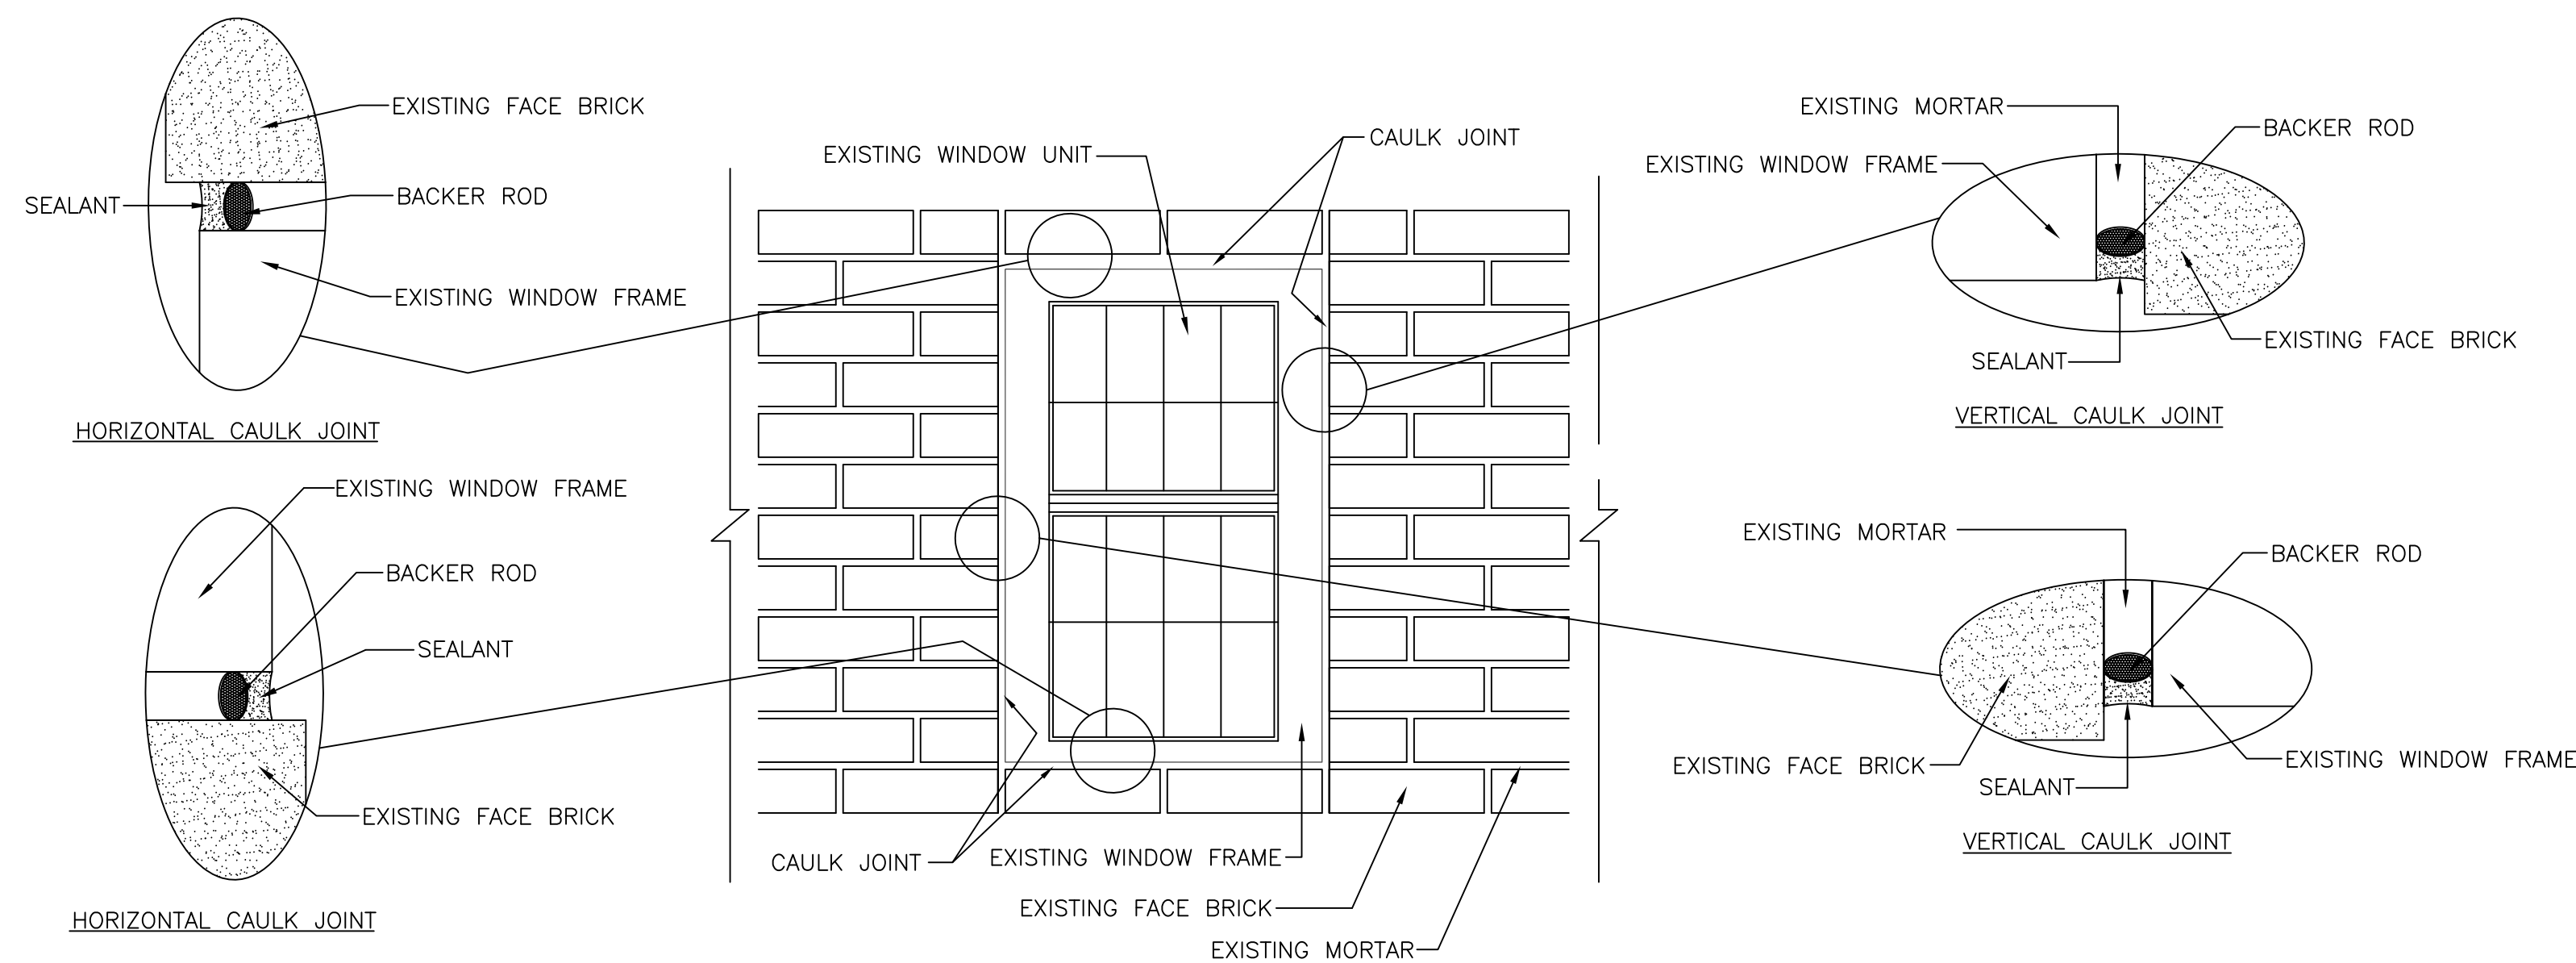 EXISTING FACE BRICK
SEALANT
BACKER ROD
EXISTING WINDOW FRAME
HORIZONTAL CAULK JOINT
EXISTING WINDOW FRAME
BACKER ROD
SEALANT
EXISTING FACE BRICK
HORIZONTAL CAULK JOINT
EXISTING WINDOW UNIT
CAULK JOINT
CAULK JOINT
EXISTING WINDOW FRAME
EXISTING FACE BRICK
EXISTING MORTAR
EXISTING MORTAR
BACKER ROD
EXISTING WINDOW FRAME
EXISTING FACE BRICK
SEALANT
VERTICAL CAULK JOINT
EXISTING MORTAR
BACKER ROD
EXISTING FACE BRICK
EXISTING WINDOW FRAME
SEALANT
VERTICAL CAULK JOINT